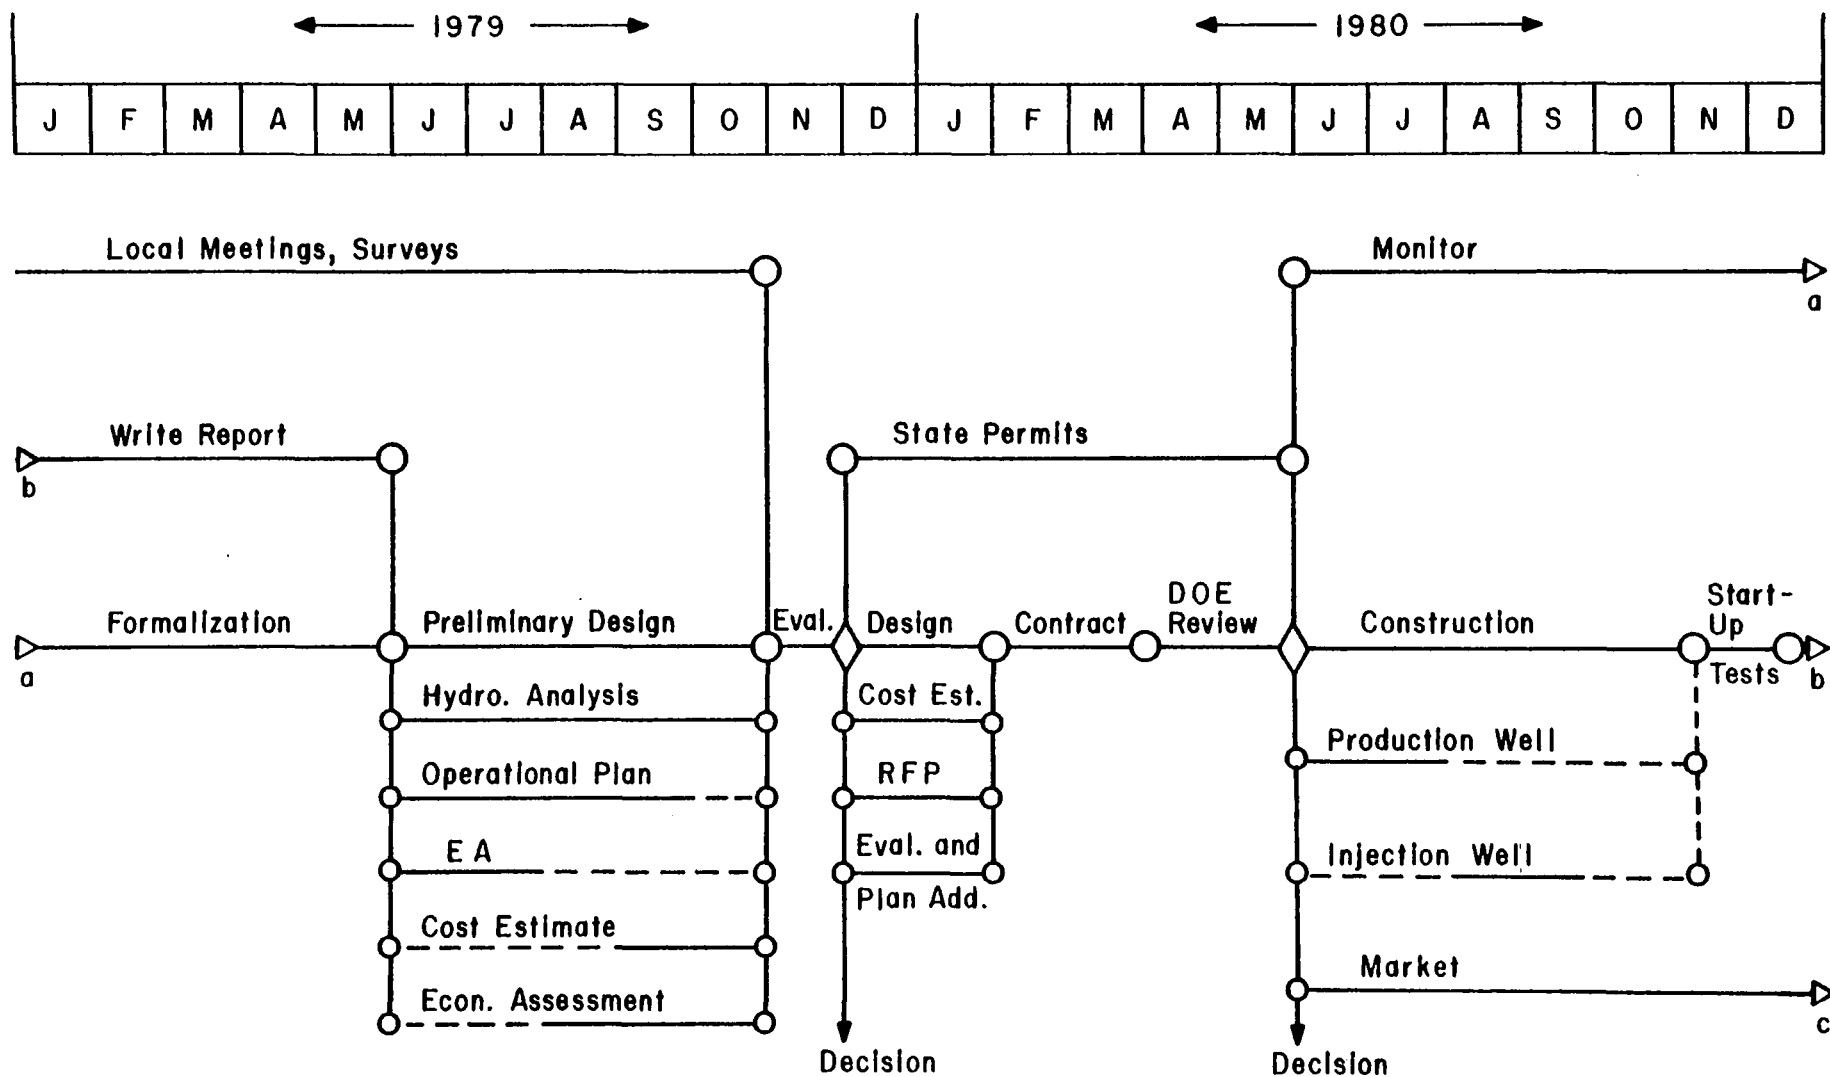 1979 1980
J F M A M J J A S O N D J F M A M J J A S O N D
Local Meetings, Surveys
Monitor
a
Write Report
b
State Permits
Formalization
a
Preliminary Design
Eval.
Design
Contract
DOE
Review
Construction
Start-
Up
Tests
b
Hydro. Analysis
Cost Est.
Operational Plan
RFP
Production Well
EA
Eval. and
Plan Add.
Injection Well
Cost Estimate
Market
c
Econ. Assessment
Decision
Decision